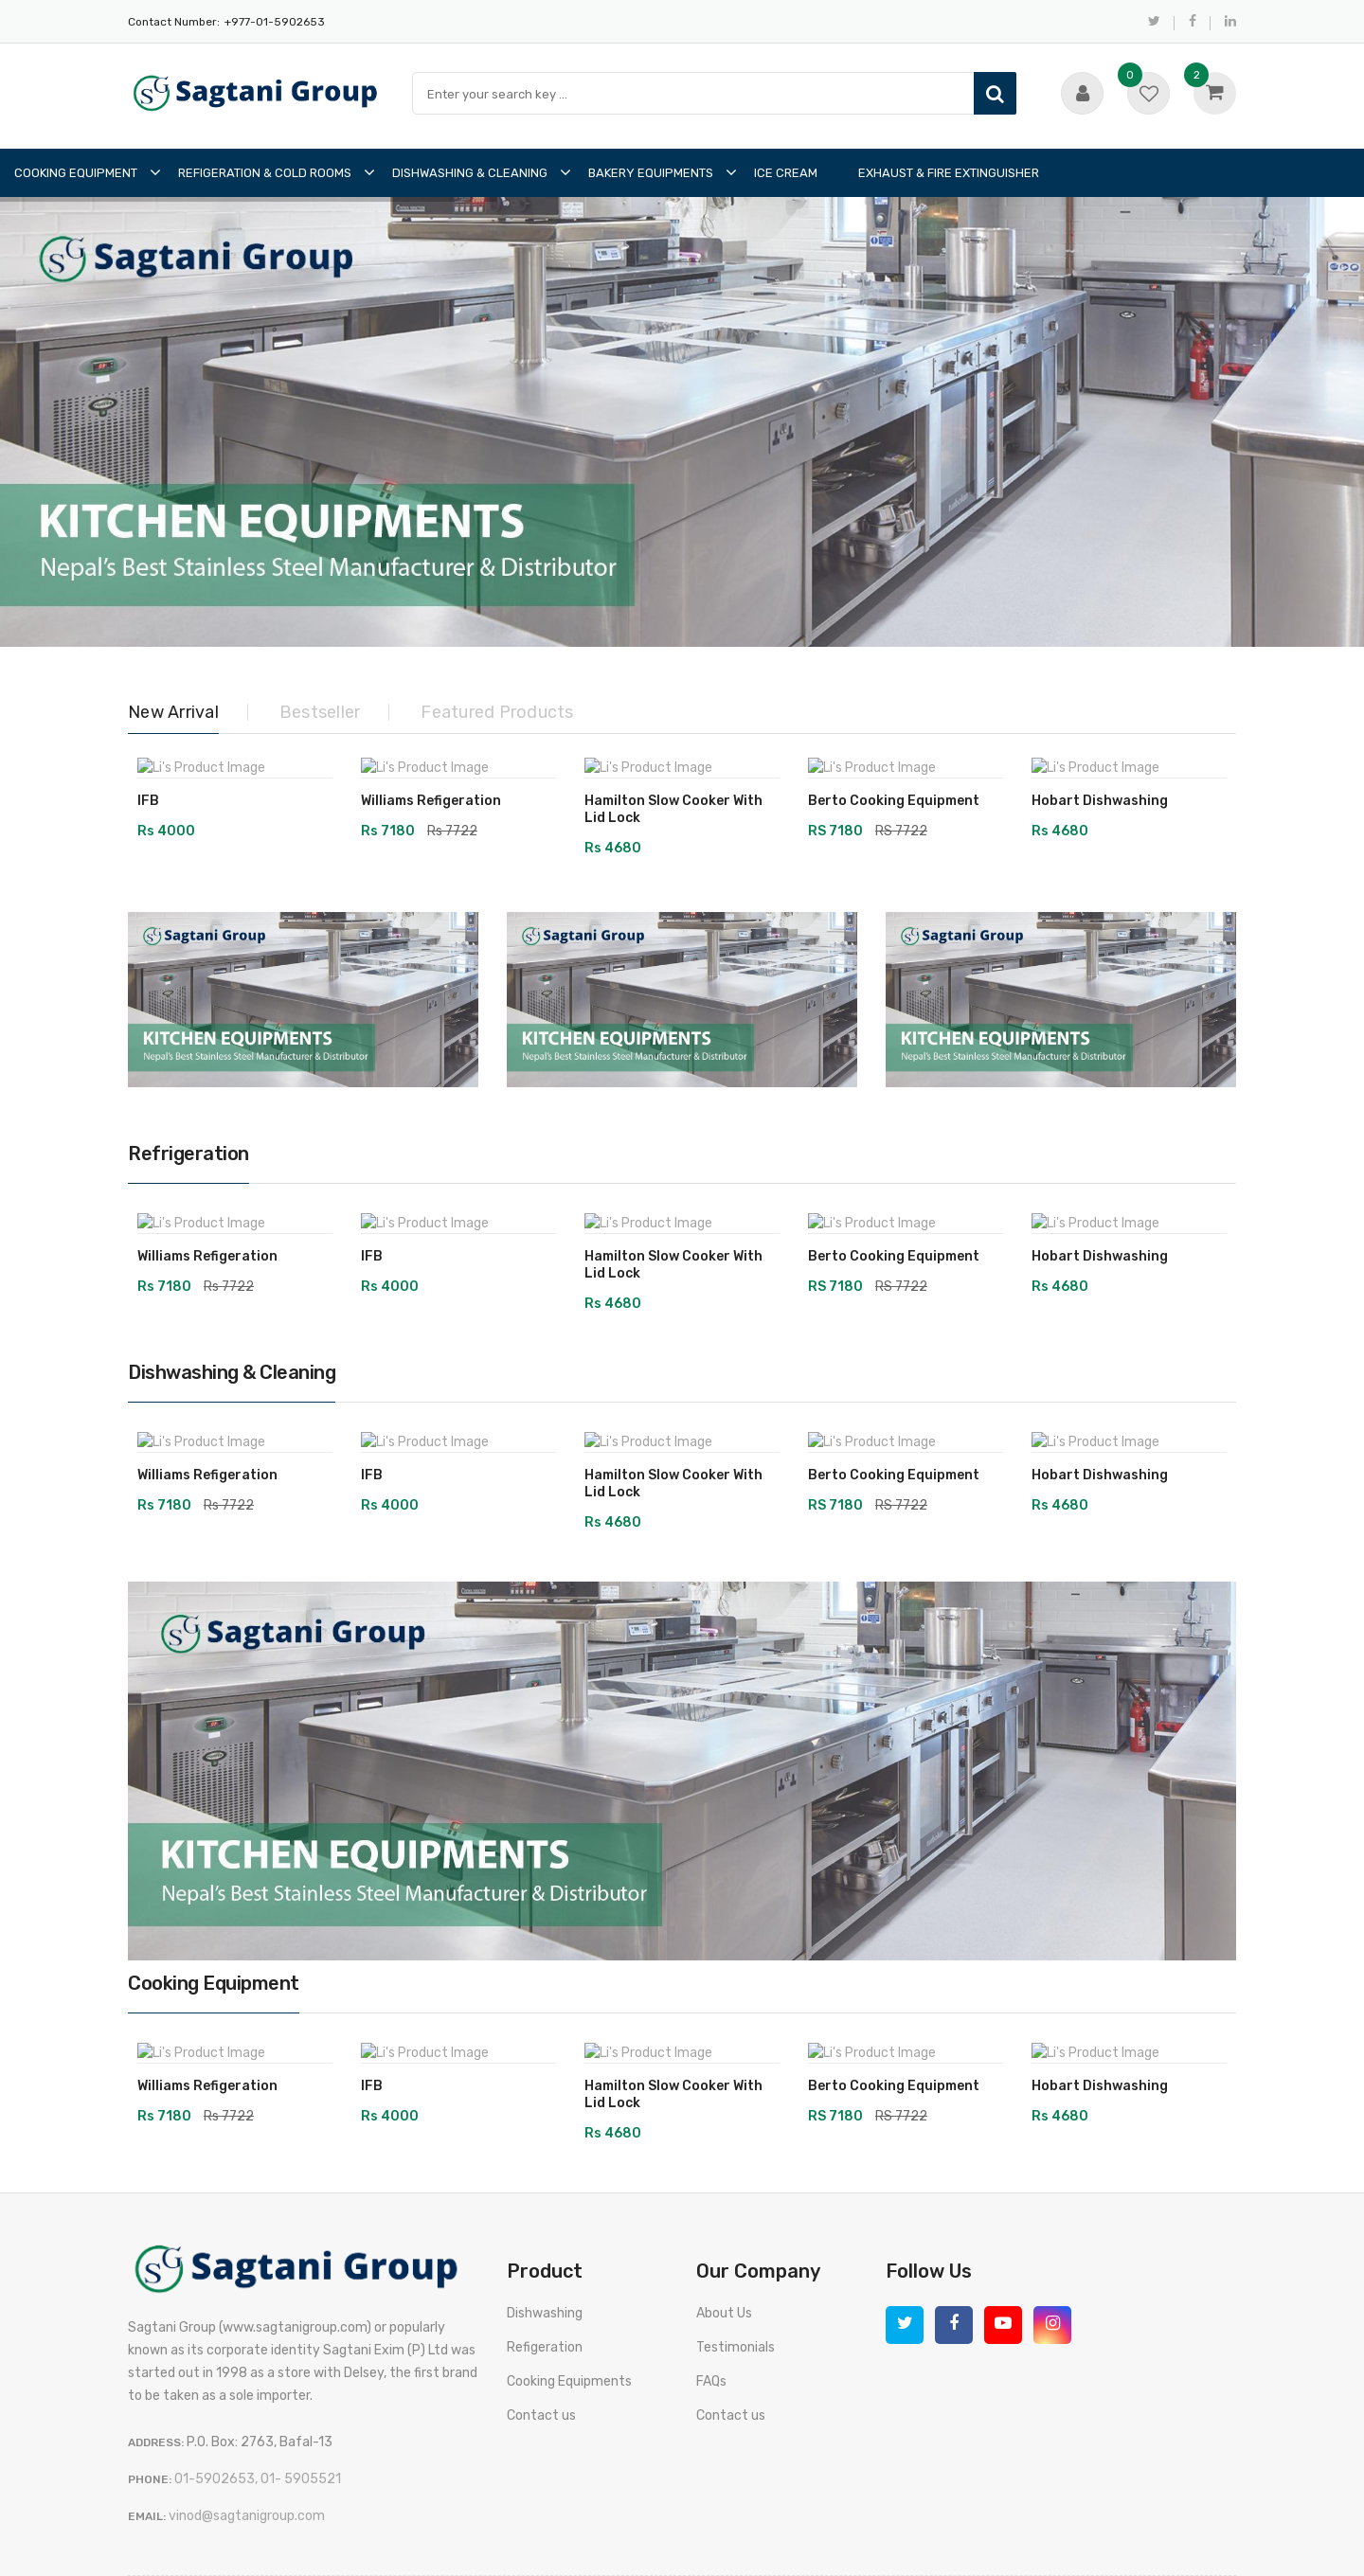 Contact Number: +977-01-5902653
Sagtani Group
Enter your search key ...
0
2
COOKING EQUIPMENT
REFIGERATION & COLD ROOMS
DISHWASHING & CLEANING
BAKERY EQUIPMENTS
ICE CREAM
EXHAUST & FIRE EXTINGUISHER
Sagtani Group
KITCHEN EQUIPMENTS
Nepal's Best Stainless Steel Manufacturer & Distributor
New Arrival
Bestseller
Featured Products
Li's Product Image
Li's Product Image
Li's Product Image
Li's Product Image
Li's Product Image
IFB
Rs 4000
Williams Refigeration
Rs 7180 Rs 7722
Hamilton Slow Cooker With
Lid Lock
Rs 4680
Berto Cooking Equipment
RS 7180 RS 7722
Hobart Dishwashing
Rs 4680
Sagtani Group
KITCHEN EQUIPMENTS
Nepal's Best Stainless Steel Manufacturer & Distributor
Sagtani Group
KITCHEN EQUIPMENTS
Nepal's Best Stainless Steel Manufacturer & Distributor
Sagtani Group
KITCHEN EQUIPMENTS
Nepal's Best Stainless Steel Manufacturer & Distributor
Refrigeration
Li's Product Image
Li's Product Image
Li's Product Image
Li's Product Image
Li's Product Image
Williams Refigeration
Rs 7180 Rs 7722
IFB
Rs 4000
Hamilton Slow Cooker With
Lid Lock
Rs 4680
Berto Cooking Equipment
RS 7180 RS 7722
Hobart Dishwashing
Rs 4680
Dishwashing & Cleaning
Li's Product Image
Li's Product Image
Li's Product Image
Li's Product Image
Li's Product Image
Williams Refigeration
Rs 7180 Rs 7722
IFB
Rs 4000
Hamilton Slow Cooker With
Lid Lock
Rs 4680
Berto Cooking Equipment
RS 7180 RS 7722
Hobart Dishwashing
Rs 4680
Sagtani Group
KITCHEN EQUIPMENTS
Nepal's Best Stainless Steel Manufacturer & Distributor
Cooking Equipment
Li's Product Image
Li's Product Image
Li's Product Image
Li's Product Image
Li's Product Image
Williams Refigeration
Rs 7180 Rs 7722
IFB
Rs 4000
Hamilton Slow Cooker With
Lid Lock
Rs 4680
Berto Cooking Equipment
RS 7180 RS 7722
Hobart Dishwashing
Rs 4680
Sagtani Group
Sagtani Group (www.sagtanigroup.com) or popularly
known as its corporate identity Sagtani Exim (P) Ltd was
started out in 1998 as a store with Delsey, the first brand
to be taken as a sole importer.
ADDRESS: P.O. Box: 2763, Bafal-13
PHONE: 01-5902653, 01- 5905521
EMAIL: vinod@sagtanigroup.com
Product
Dishwashing
Refigeration
Cooking Equipments
Contact us
Our Company
About Us
Testimonials
FAQs
Contact us
Follow Us